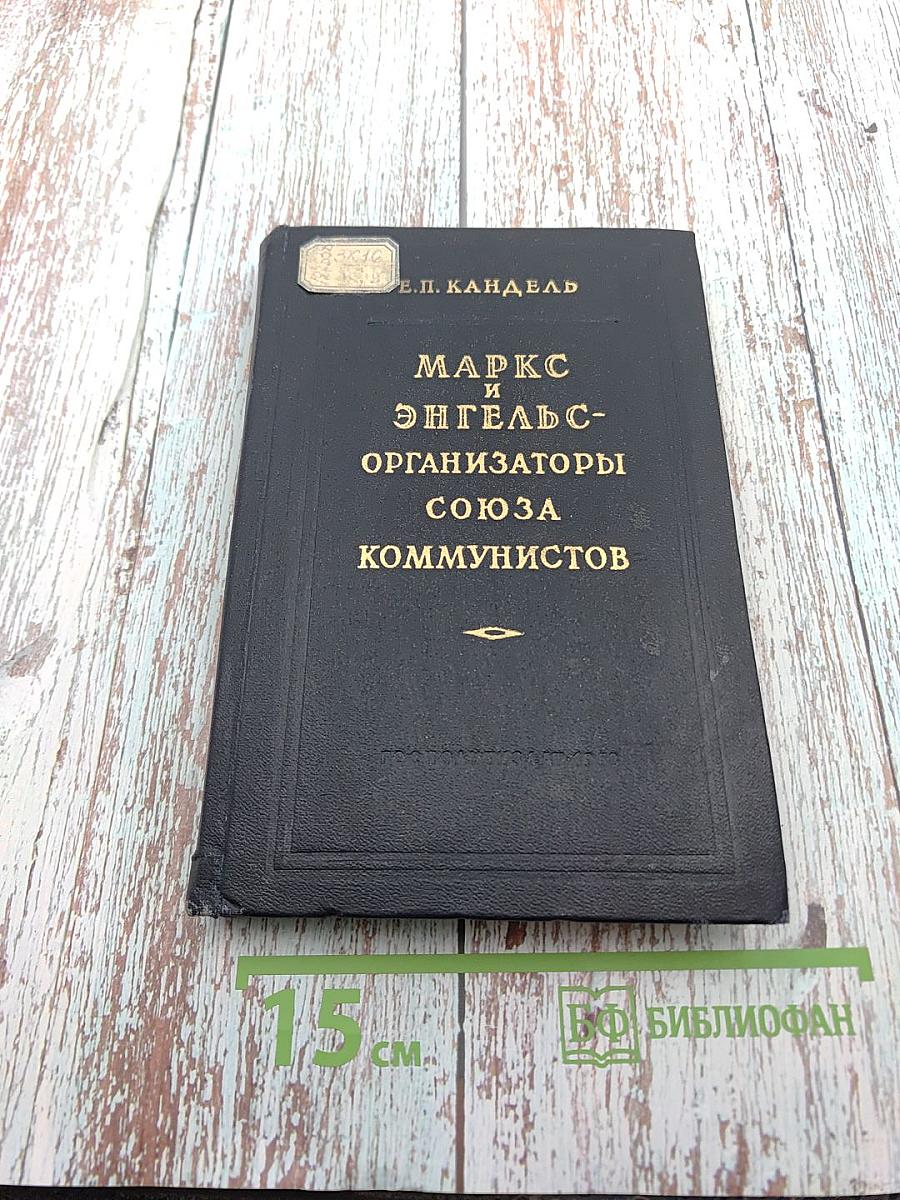 Е.П. КАНДЕЛЬ
МАРКС
И
ЭНГЕЛЬС-
ОРГАНИЗАТОРЫ
СОЮЗА
КОММУНИСТОВ
15 см
БФ БИБЛИОФАН